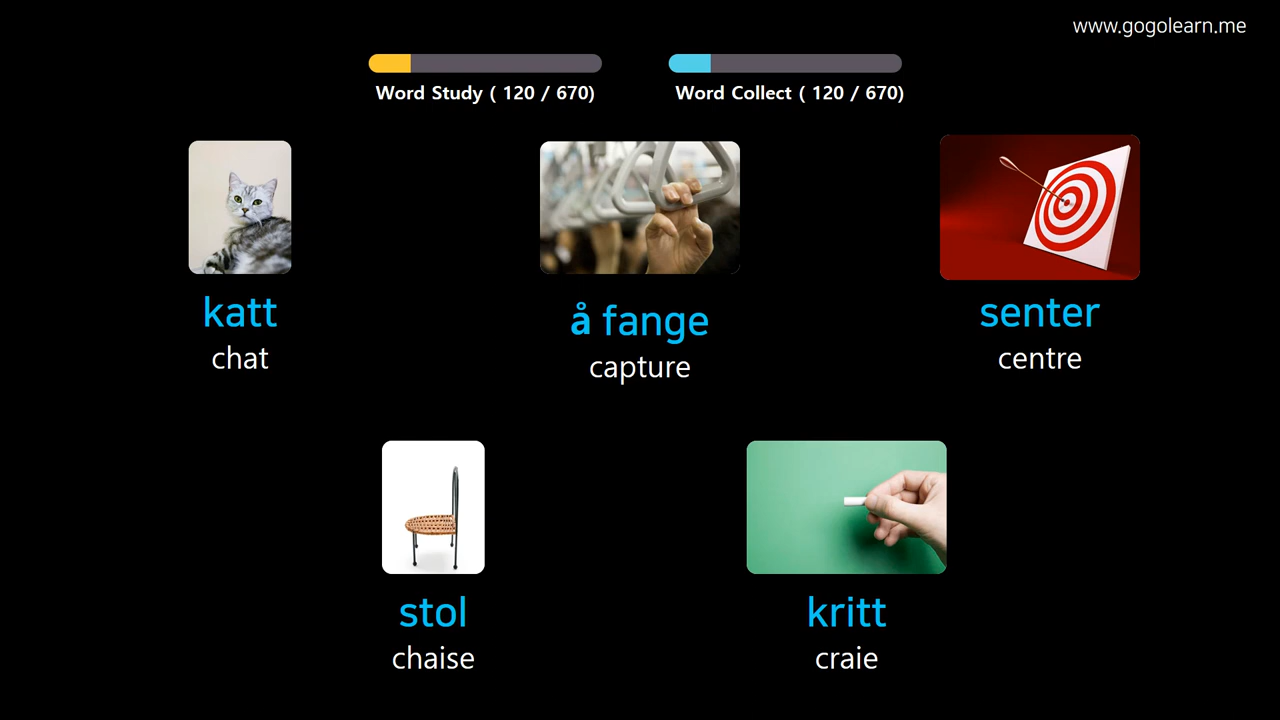 www.gogolearn.me
Word Study ( 120 / 670)
Word Collect ( 120 / 670)
katt
chat
å fange
capture
senter
centre
stol
chaise
kritt
craie